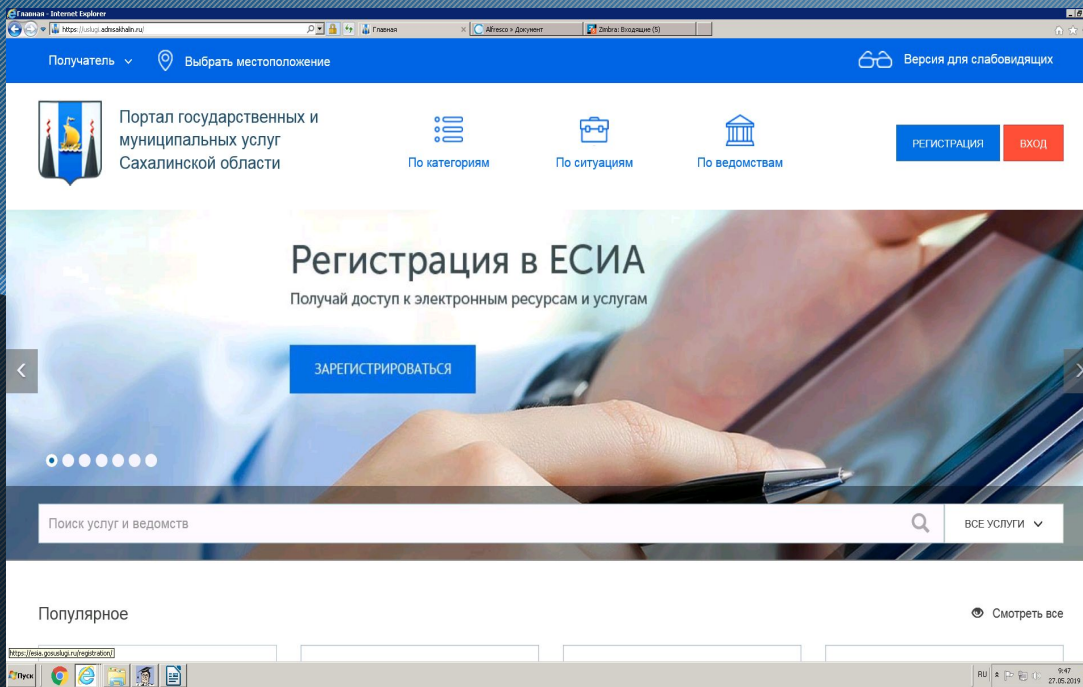 Главная - Internet Explorer
https://uslugi.admsakhalin.ru/
Главная
Alfresco » Документ
Zimbra: Входящие (5)
Получатель
Выбрать местоположение
Версия для слабовидящих
Портал государственных и
муниципальных услуг
Сахалинской области
По категориям
По ситуациям
По ведомствам
РЕГИСТРАЦИЯ
ВХОД
Регистрация в ЕСИА
Получай доступ к электронным ресурсам и услугам
ЗАРЕГИСТРИРОВАТЬСЯ
Поиск услуг и ведомств
ВСЕ УСЛУГИ
Популярное
Смотреть все
https://esia.gosuslugi.ru/registration/
Пуск
RU
9:47
27.05.2019